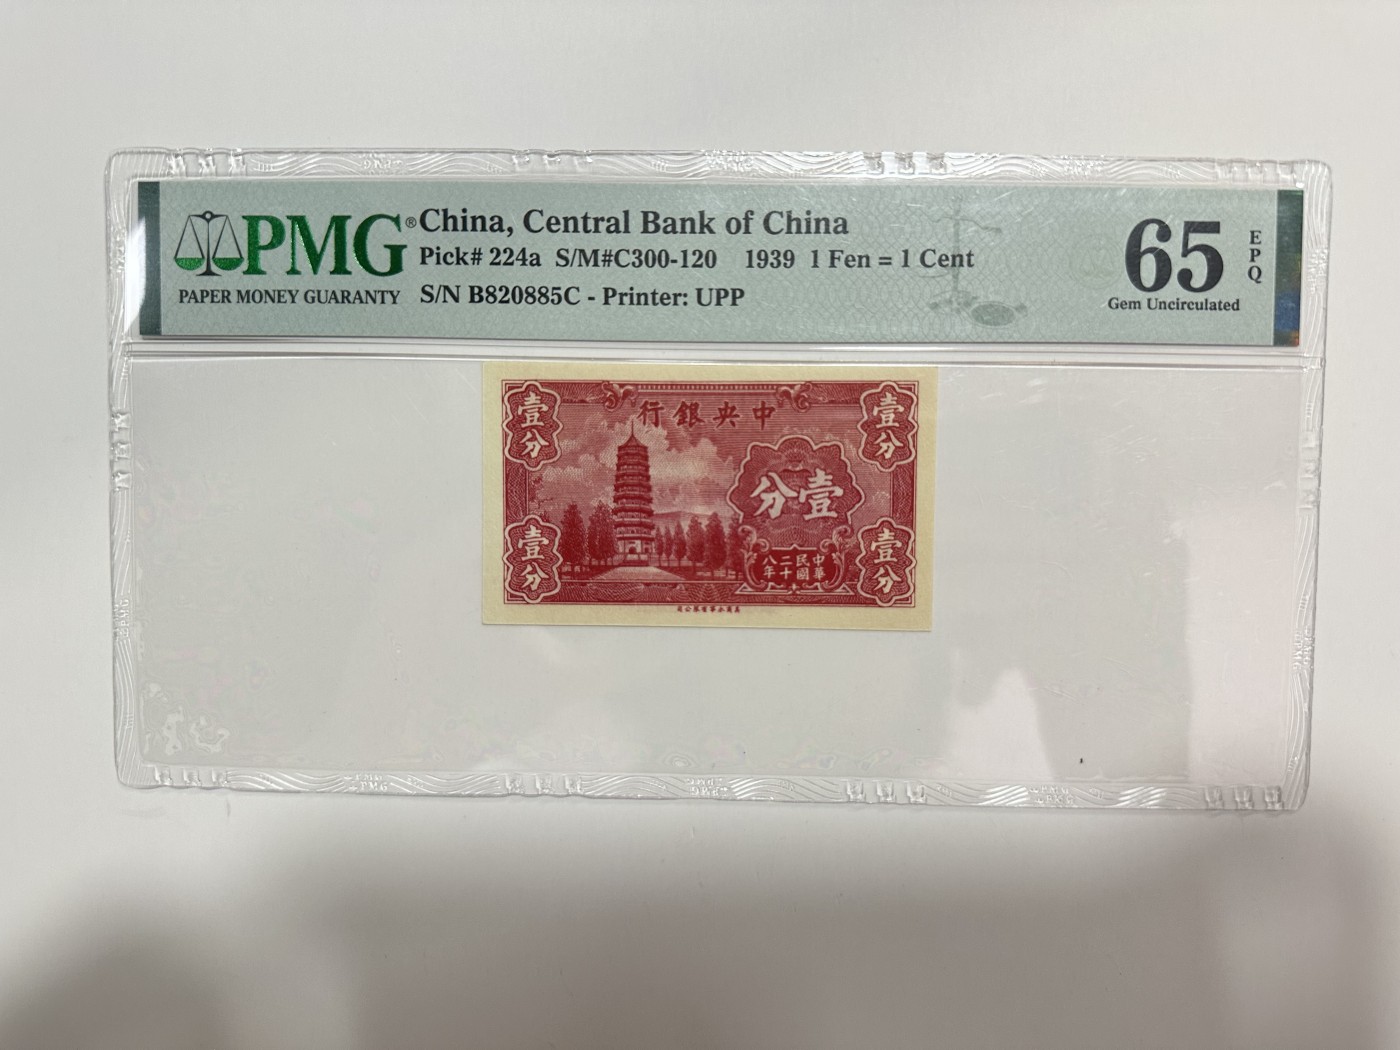 PMG®
PAPER MONEY GUARANTY
China, Central Bank of China
Pick# 224a S/M#C300-120 1939 1 Fen = 1 Cent
S/N B820885C - Printer: UPP
65
EPQ
Gem Uncirculated
行銀央中
壹分
壹分
分壹
壹分
壹分
中華
民國
二十
八年